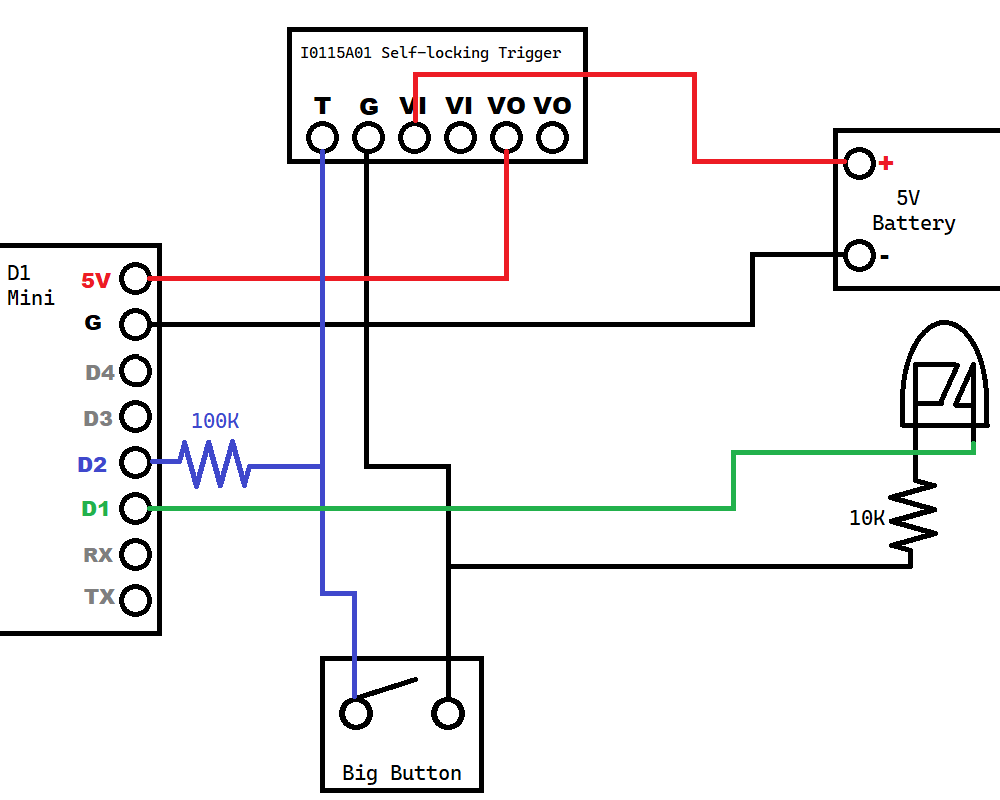 I0115A01 Self-locking Trigger
T G VI VI VO VO
+
5V
Battery
-
D1
Mini
5V
G
D4
D3
D2
D1
RX
TX
100K
10K
Big Button